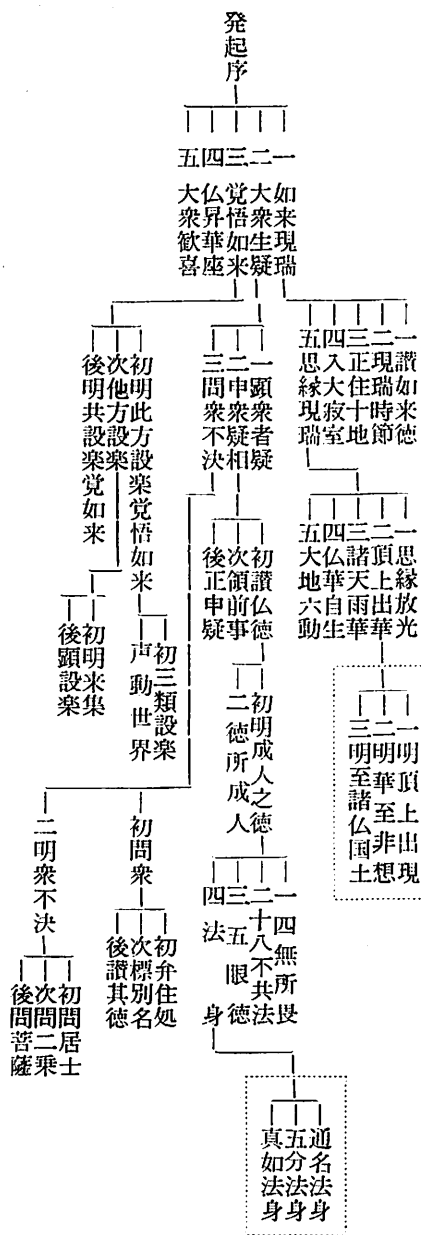 発起序
一 如来現瑞
二 大衆生疑
三 覚悟如来
四 仏昇華座
五 大衆歓喜
一讃如来徳
二現瑞時節
三正住十地
四入大寂室
五思縁現瑞
一思縁放光
二頂上出華
三諸天雨華
四仏華自生
五大地六動
一明頂上出現
二明華至非想
三明至諸仏国土
一顕衆者疑
二申衆疑相
三問衆不決
初讃仏徳
次領前事
後正申疑
初明成人之徳
二徳所成人
一四無所畏
二十八不共法
三五眼徳
四法身
通名法身
五分法身
真如法身
初問衆
二明衆不決
初弁住処
次標別名
後讃其徳
初問居士
次問二乗
後問菩薩
初明此方設楽覚悟如来
次他方設楽
後明共設楽覚如来
初三類設楽
声動世界
初明来集
後顕設楽